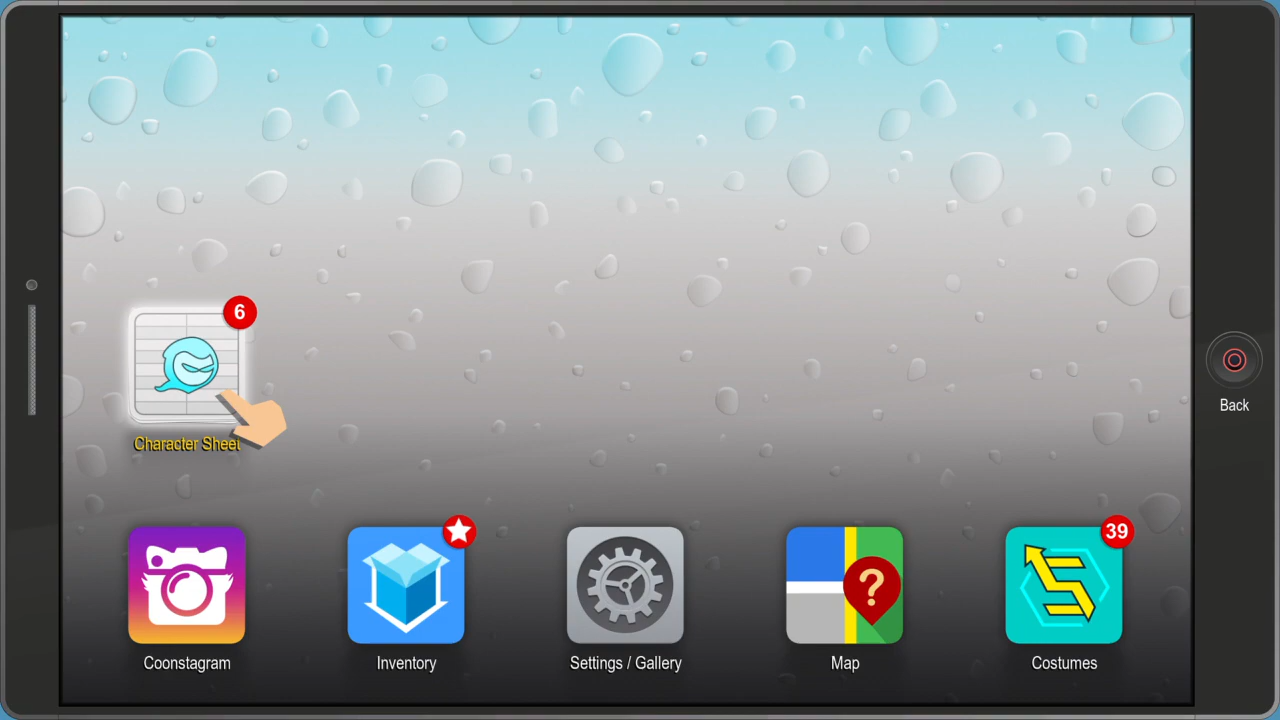 6
Character Sheet
Back
39
Coonstagram
Inventory
Settings / Gallery
?
Map
S
Costumes